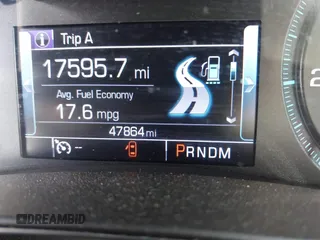 Trip A
17595.7 mi
Avg. Fuel Economy
17.6 mpg
47864 mi
--
PRNDM
DREAMBID